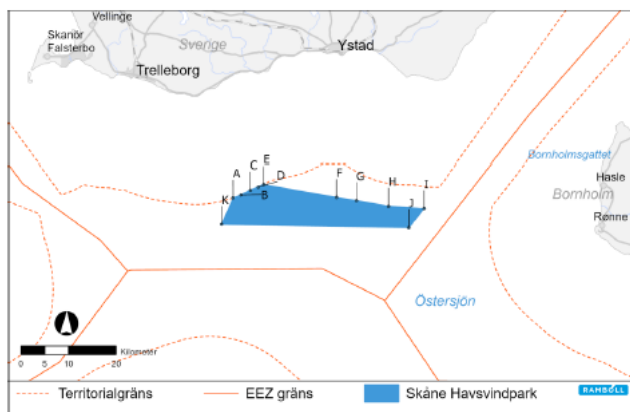 Vellinge
Skanör
Falsterbo
Sverige
Ystad
Trelleborg
Bornholmsgattet
Hasle
Bornholm
Rønne
E
A
C
D
B
K
F
G
H
I
J
Östersjön
Kilometer
0 5 10 20
Territorialgräns
EEZ gräns
Skåne Havsvindpark
RAMBOLL